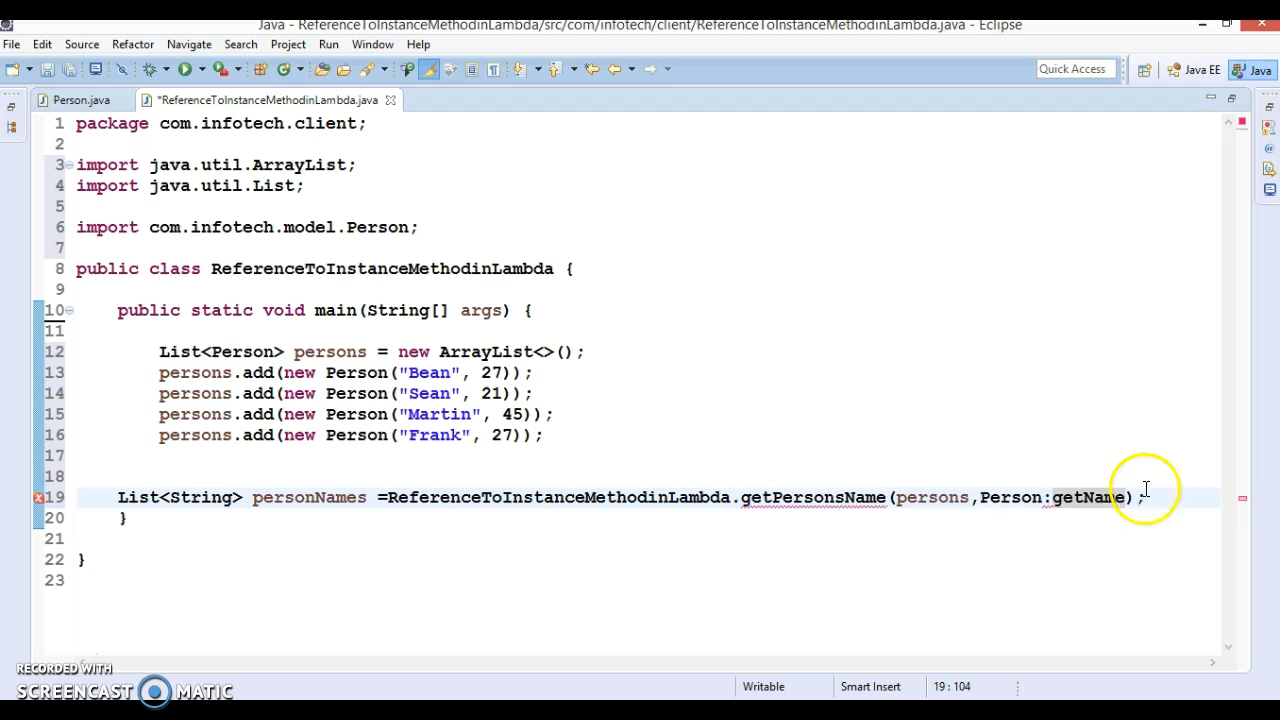 Java - ReferenceToInstanceMethodinLambda/src/com/infotech/client/ReferenceToInstanceMethodinLambda.java - Eclipse
File Edit Source Refactor Navigate Search Project Run Window Help
Quick Access Java EE Java
Person.java *ReferenceToInstanceMethodinLambda.java
1 package com.infotech.client;
2
3 import java.util.ArrayList;
4 import java.util.List;
5
6 import com.infotech.model.Person;
7
8 public class ReferenceToInstanceMethodinLambda {
9
10 public static void main(String[] args) {
11
12 List<Person> persons = new ArrayList<>();
13 persons.add(new Person("Bean", 27));
14 persons.add(new Person("Sean", 21));
15 persons.add(new Person("Martin", 45));
16 persons.add(new Person("Frank", 27));
17
18
19 List<String> personNames =ReferenceToInstanceMethodinLambda.getPersonsName(persons,Person:getName);
20 }
21
22 }
23
RECORDED WITH
SCREENCAST MATIC
Writable Smart Insert 19 : 104